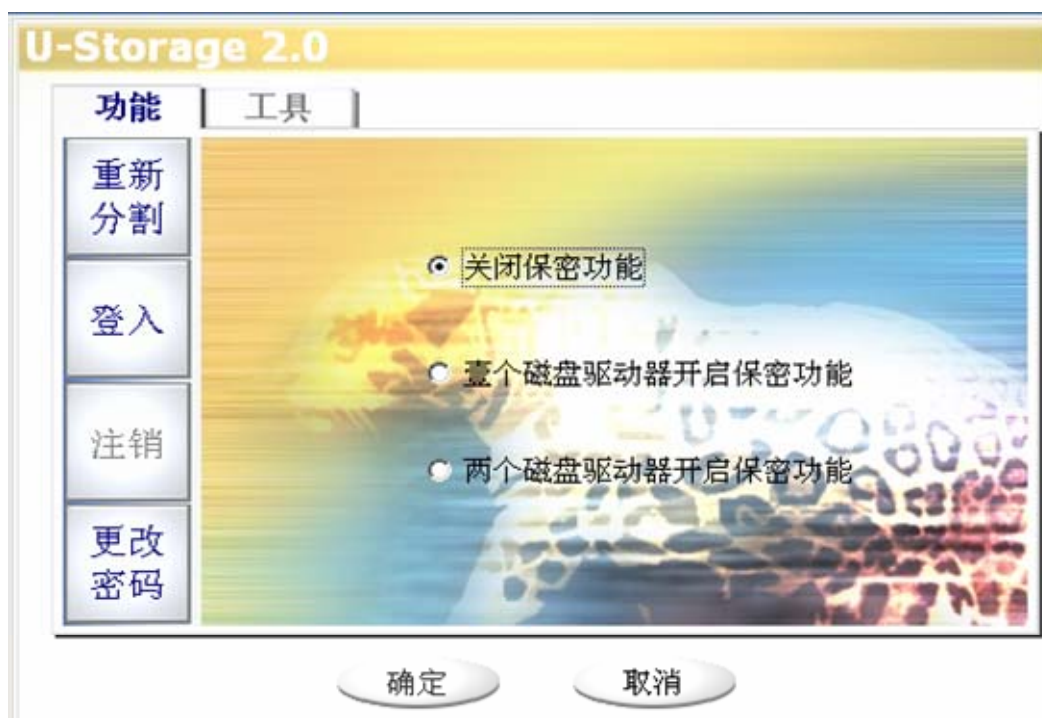 U-Storage 2.0
功能
工具
重新
分割
登入
注销
更改
密码
关闭保密功能
壹个磁盘驱动器开启保密功能
两个磁盘驱动器开启保密功能
确定
取消